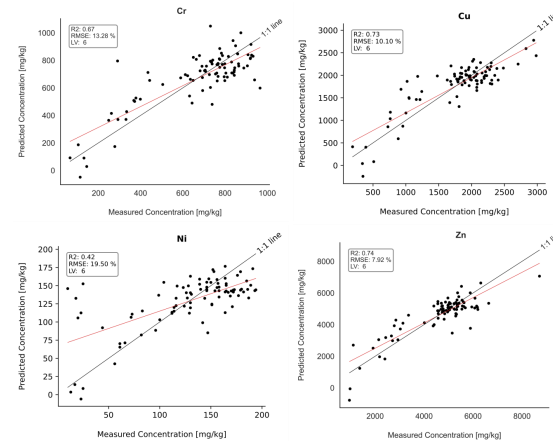 Cr
R2: 0.67
RMSE: 13.28 %
LV: 6
1:1 line
1000
800
600
400
200
0
Predicted Concentration [mg/kg]
200
400
600
800
1000
Measured Concentration [mg/kg]
Cu
R2: 0.73
RMSE: 10.10 %
LV: 6
1:1 line
3000
2500
2000
1500
1000
500
0
Predicted Concentration [mg/kg]
500
1000
1500
2000
2500
3000
Measured Concentration [mg/kg]
Ni
R2: 0.42
RMSE: 19.50 %
LV: 6
1:1 line
200
175
150
125
100
75
50
25
0
Predicted Concentration [mg/kg]
50
100
150
200
Measured Concentration [mg/kg]
Zn
R2: 0.74
RMSE: 7.92 %
LV: 6
1:1 line
8000
6000
4000
2000
0
Predicted Concentration [mg/kg]
2000
4000
6000
8000
Measured Concentration [mg/kg]